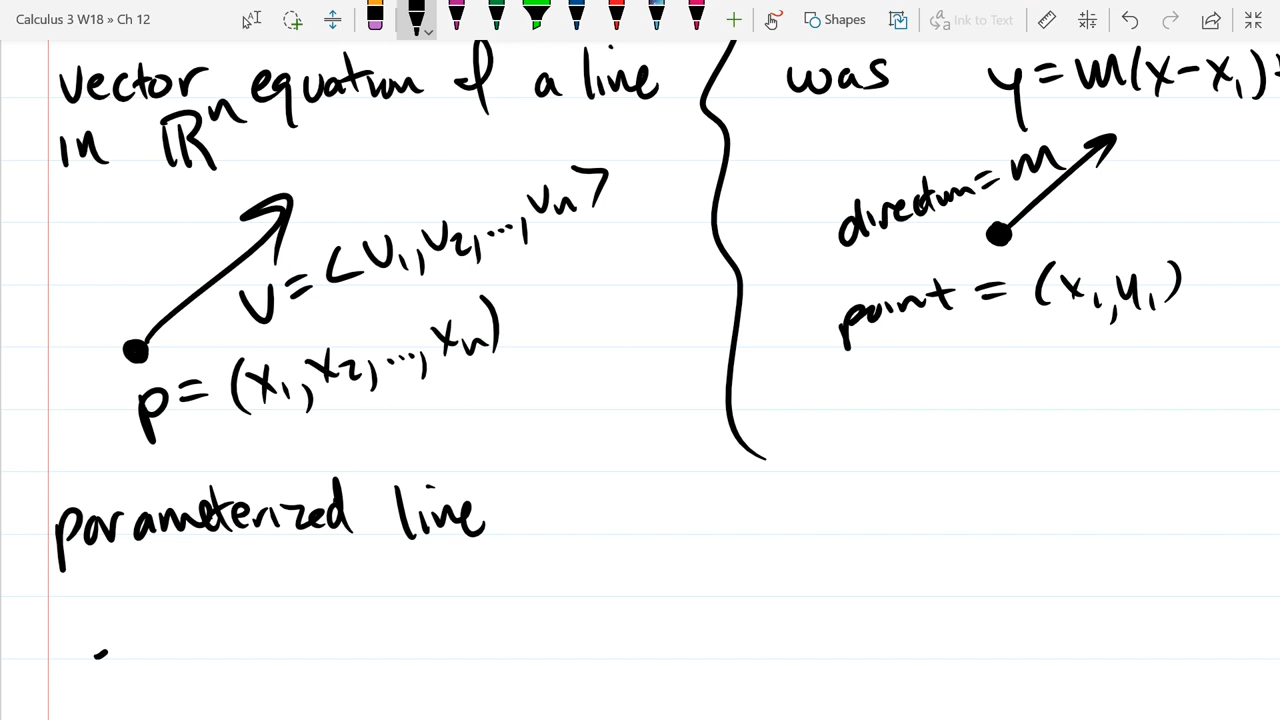 Calculus 3 W18 » Ch 12
Shapes
Ink to Text
vector equation of a line
in ℝⁿ
v = <v₁, v₂, ..., vₙ>
p = (x₁, x₂, ..., xₙ)
parameterized line
was y = m(x-x₁)+
direction = m
point = (x₁, y₁)